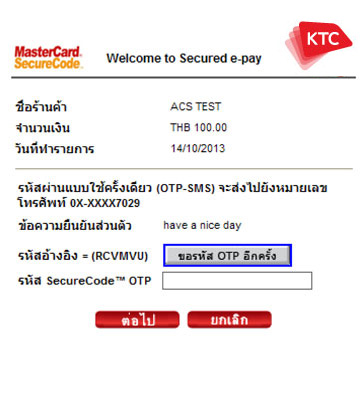 MasterCard.
SecureCode.
Welcome to Secured e-pay
KTC
ชื่อร้านค้า ACS TEST
จำนวนเงิน THB 100.00
วันที่ทำรายการ 14/10/2013
รหัสผ่านแบบใช้ครั้งเดียว (OTP-SMS) จะส่งไปยังหมายเลข
โทรศัพท์ 0X-XXXX7029
ข้อความยืนยันส่วนตัว have a nice day
รหัสอ้างอิง = (RCVMVU) ขอรหัส OTP อีกครั้ง
รหัส SecureCode™ OTP
ต่อไป ยกเลิก